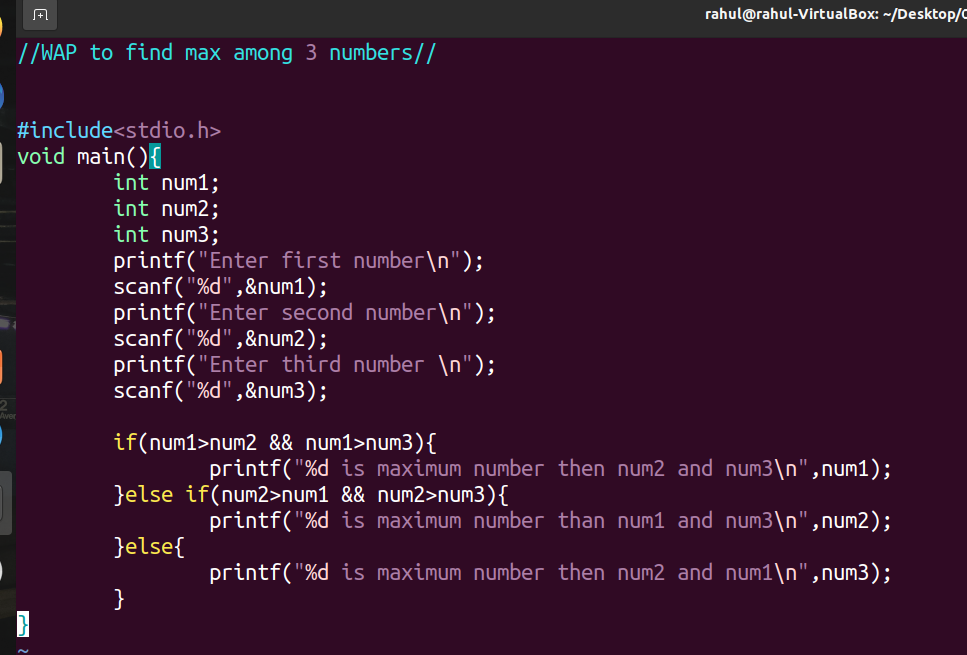 rahul@rahul-VirtualBox: ~/Desktop/
//WAP to find max among 3 numbers//
#include<stdio.h>
void main(){
        int num1;
        int num2;
        int num3;
        printf("Enter first number\n");
        scanf("%d",&num1);
        printf("Enter second number\n");
        scanf("%d",&num2);
        printf("Enter third number \n");
        scanf("%d",&num3);

        if(num1>num2 && num1>num3){
                printf("%d is maximum number then num2 and num3\n",num1);
        }else if(num2>num1 && num2>num3){
                printf("%d is maximum number than num1 and num3\n",num2);
        }else{
                printf("%d is maximum number then num2 and num1\n",num3);
        }
}
~